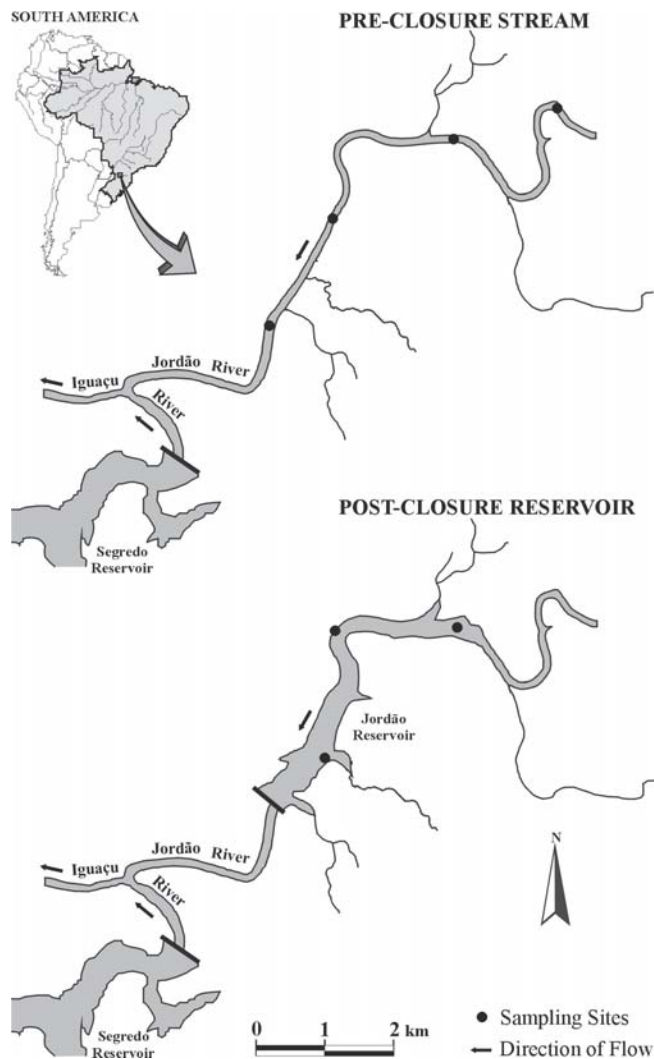 SOUTH AMERICA
PRE-CLOSURE STREAM
Jordão River
Iguaçu
River
Segredo
Reservoir
POST-CLOSURE RESERVOIR
Jordão
Reservoir
Jordão River
Iguaçu
River
Segredo
Reservoir
N
0 1 2 km
Sampling Sites
Direction of Flow